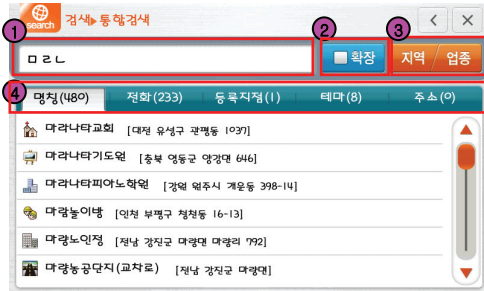 search 검색▶통합검색
1 2 3 4
ㅁㄹㄴ 확장 지역 / 업종
명칭(480) 전화(233) 등록지점(1) 테마(8) 주소(0)
마라나타교회 [대전 유성구 관평동 1037]
마라나타기도원 [충북 영동군 양강면 646]
마라나타피아노학원 [강원 원주시 개운동 398-14]
마람놀이방 [인천 부평구 청천동 16-13]
마량노인정 [전남 강진군 마량면 마량리 792]
마량농공단지(교차로) [전남 강진군 마량면]